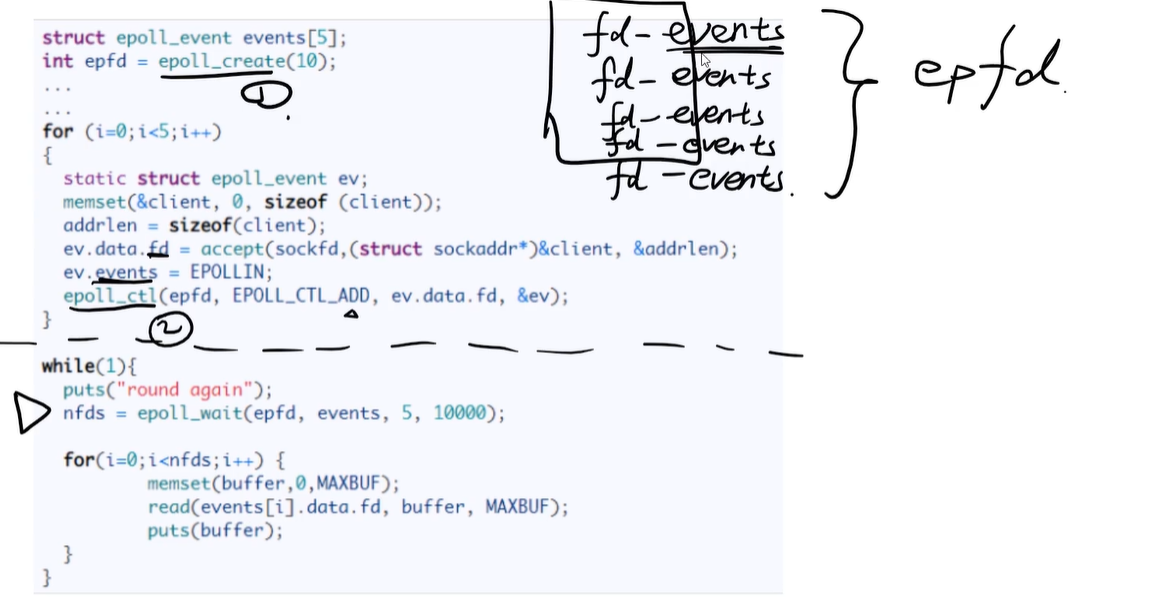 struct epoll_event events[5];
int epfd = epoll_create(10);
...
...
for (i=0;i<5;i++)
{
  static struct epoll_event ev;
  memset(&client, 0, sizeof (client));
  addrlen = sizeof(client);
  ev.data.fd = accept(sockfd,(struct sockaddr*)&client, &addrlen);
  ev.events = EPOLLIN;
  epoll_ctl(epfd, EPOLL_CTL_ADD, ev.data.fd, &ev);
}
while(1){
  puts("round again");
  nfds = epoll_wait(epfd, events, 5, 10000);
  for(i=0;i<nfds;i++) {
          memset(buffer,0,MAXBUF);
          read(events[i].data.fd, buffer, MAXBUF);
          puts(buffer);
  }
}
①
②
fd - events
fd - events
fd - events
fd - events
fd - events.
epfd.